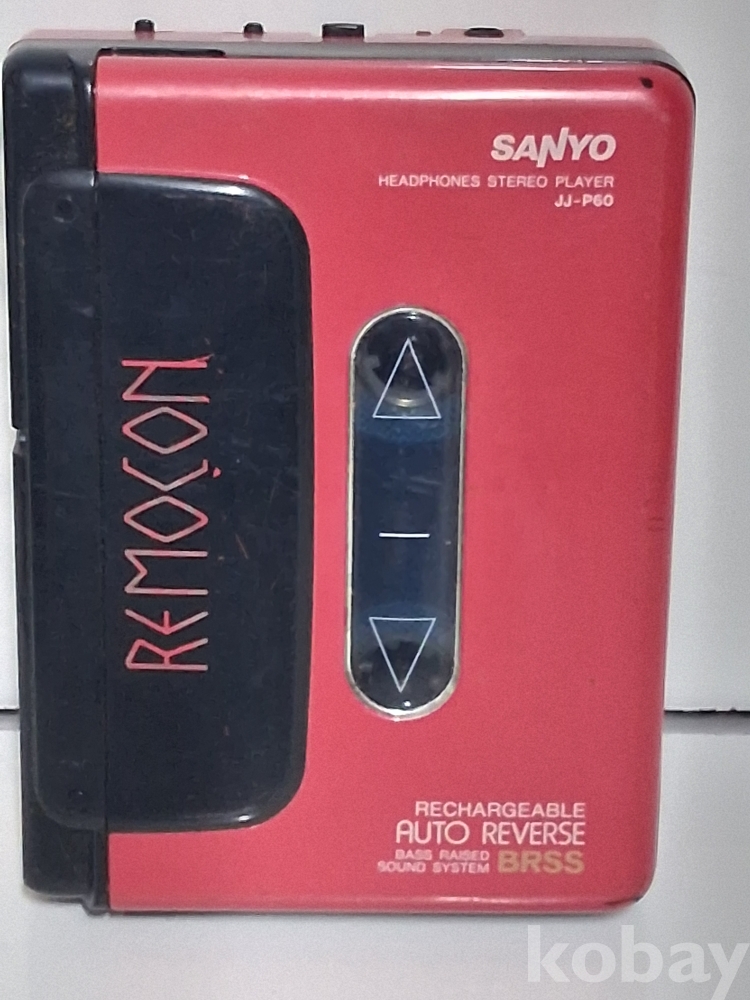 SANYO
HEADPHONES STEREO PLAYER
JJ-P60
REMOCON
RECHARGEABLE
AUTO REVERSE
BASS RAISED
SOUND SYSTEM BRSS
kobay